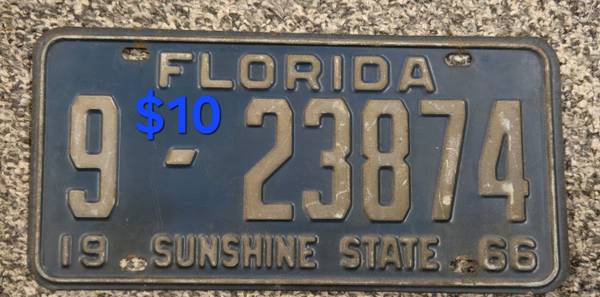 FLORIDA
$10
9-23874
19 SUNSHINE STATE 66